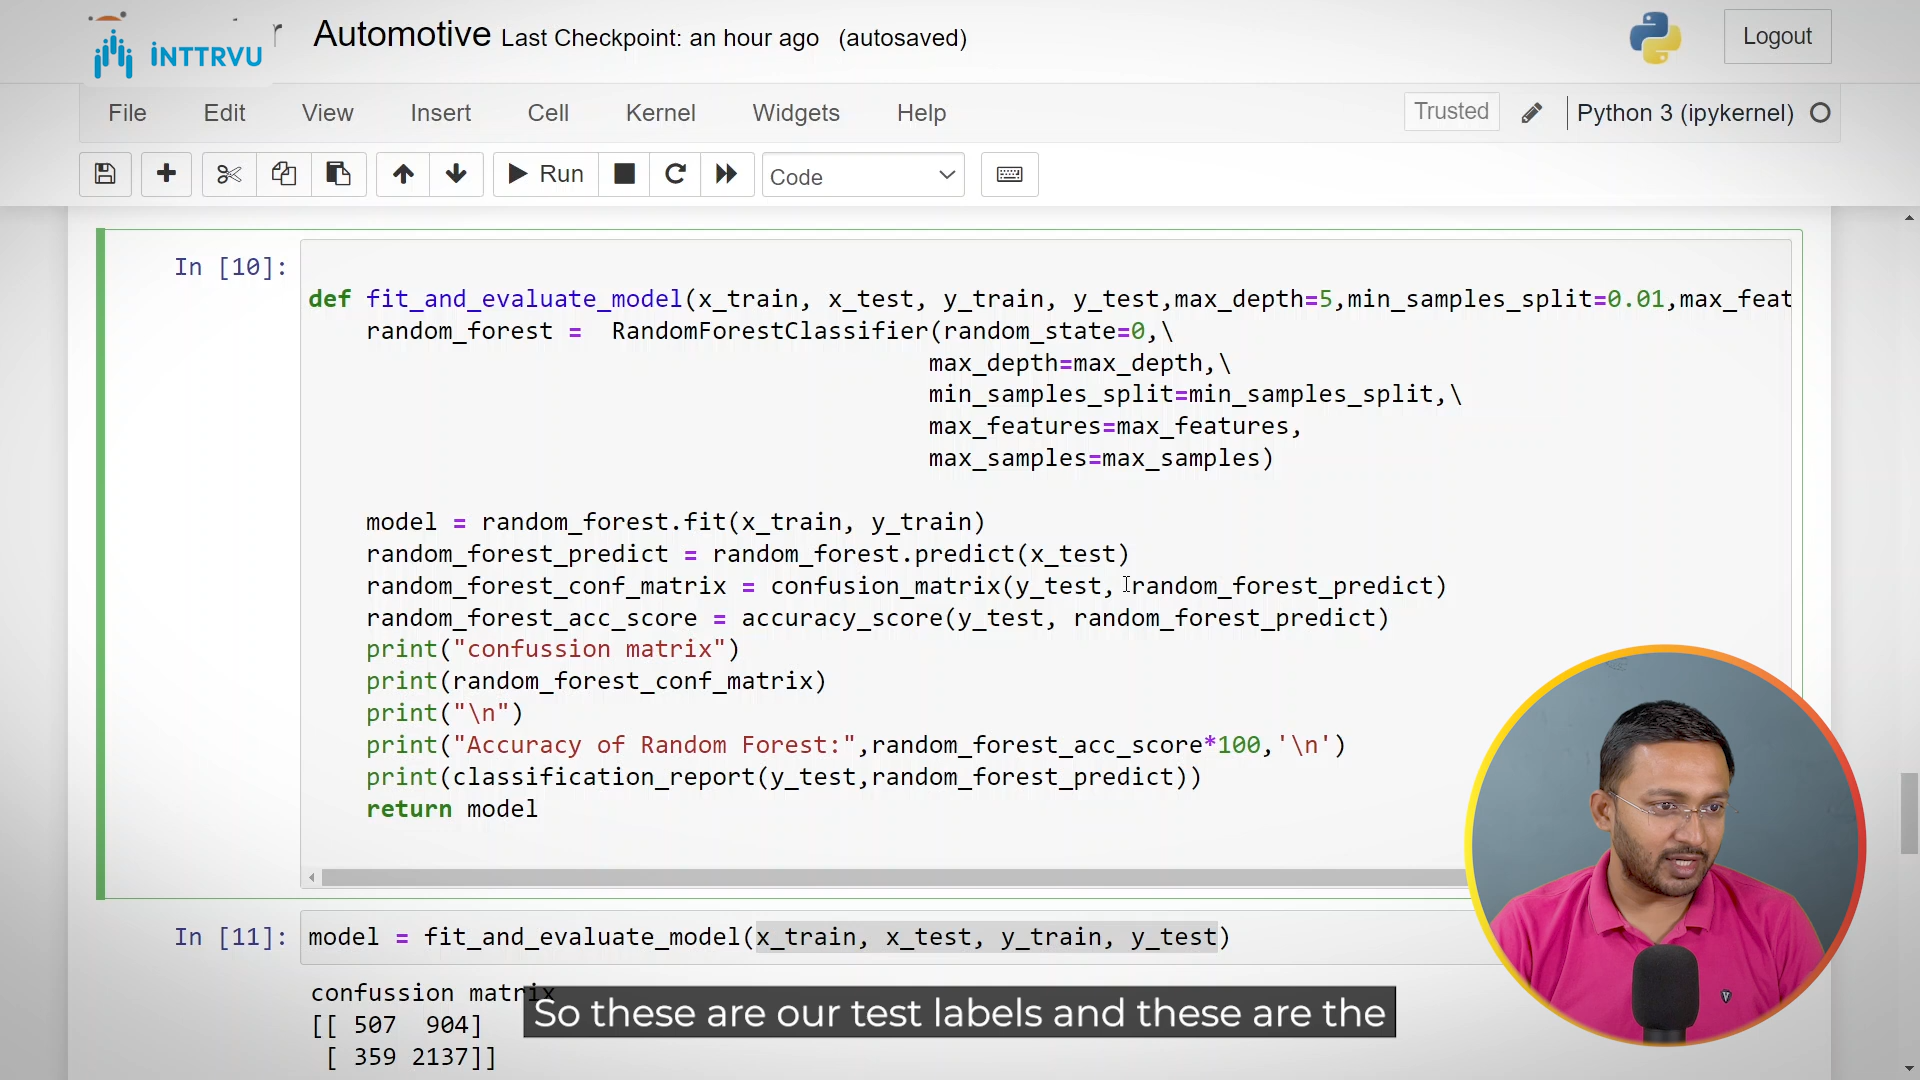 INTTRVU
Automotive Last Checkpoint: an hour ago (autosaved)
Logout
File Edit View Insert Cell Kernel Widgets Help
Trusted
Python 3 (ipykernel)
Run
Code
In [10]:
def fit_and_evaluate_model(x_train, x_test, y_train, y_test,max_depth=5,min_samples_split=0.01,max_feat
random_forest = RandomForestClassifier(random_state=0,\
max_depth=max_depth,\
min_samples_split=min_samples_split,\
max_features=max_features,
max_samples=max_samples)
model = random_forest.fit(x_train, y_train)
random_forest_predict = random_forest.predict(x_test)
random_forest_conf_matrix = confusion_matrix(y_test, random_forest_predict)
random_forest_acc_score = accuracy_score(y_test, random_forest_predict)
print("confussion matrix")
print(random_forest_conf_matrix)
print("\n")
print("Accuracy of Random Forest:",random_forest_acc_score*100,'\n')
print(classification_report(y_test,random_forest_predict))
return model
In [11]:
model = fit_and_evaluate_model(x_train, x_test, y_train, y_test)
confussion matrix
[[ 507 904]
[ 359 2137]]
So these are our test labels and these are the